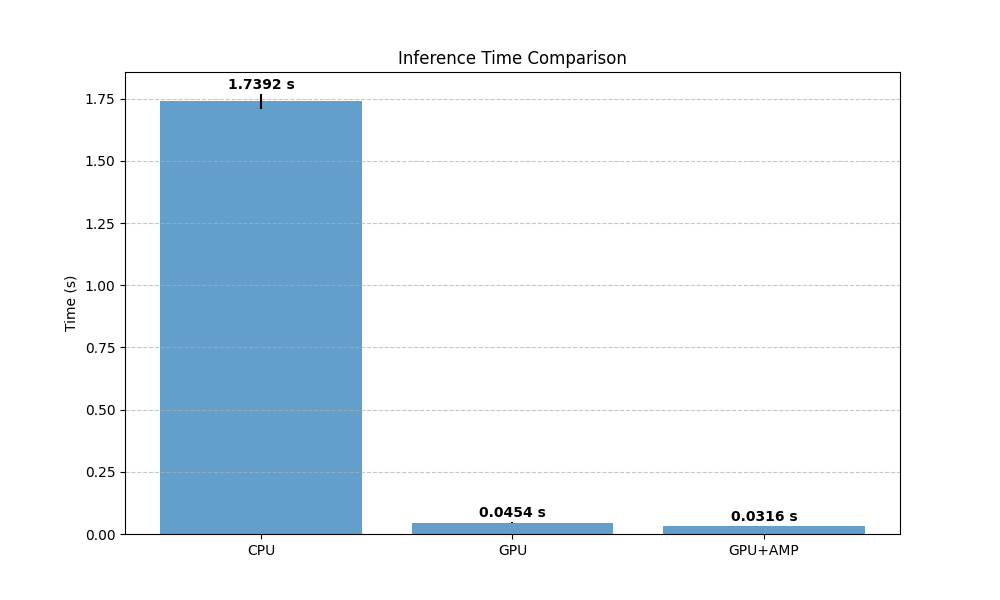 Inference Time Comparison
1.7392 s
1.75
1.50
1.25
1.00
Time (s)
0.75
0.50
0.25
0.0454 s
0.0316 s
0.00
CPU
GPU
GPU+AMP